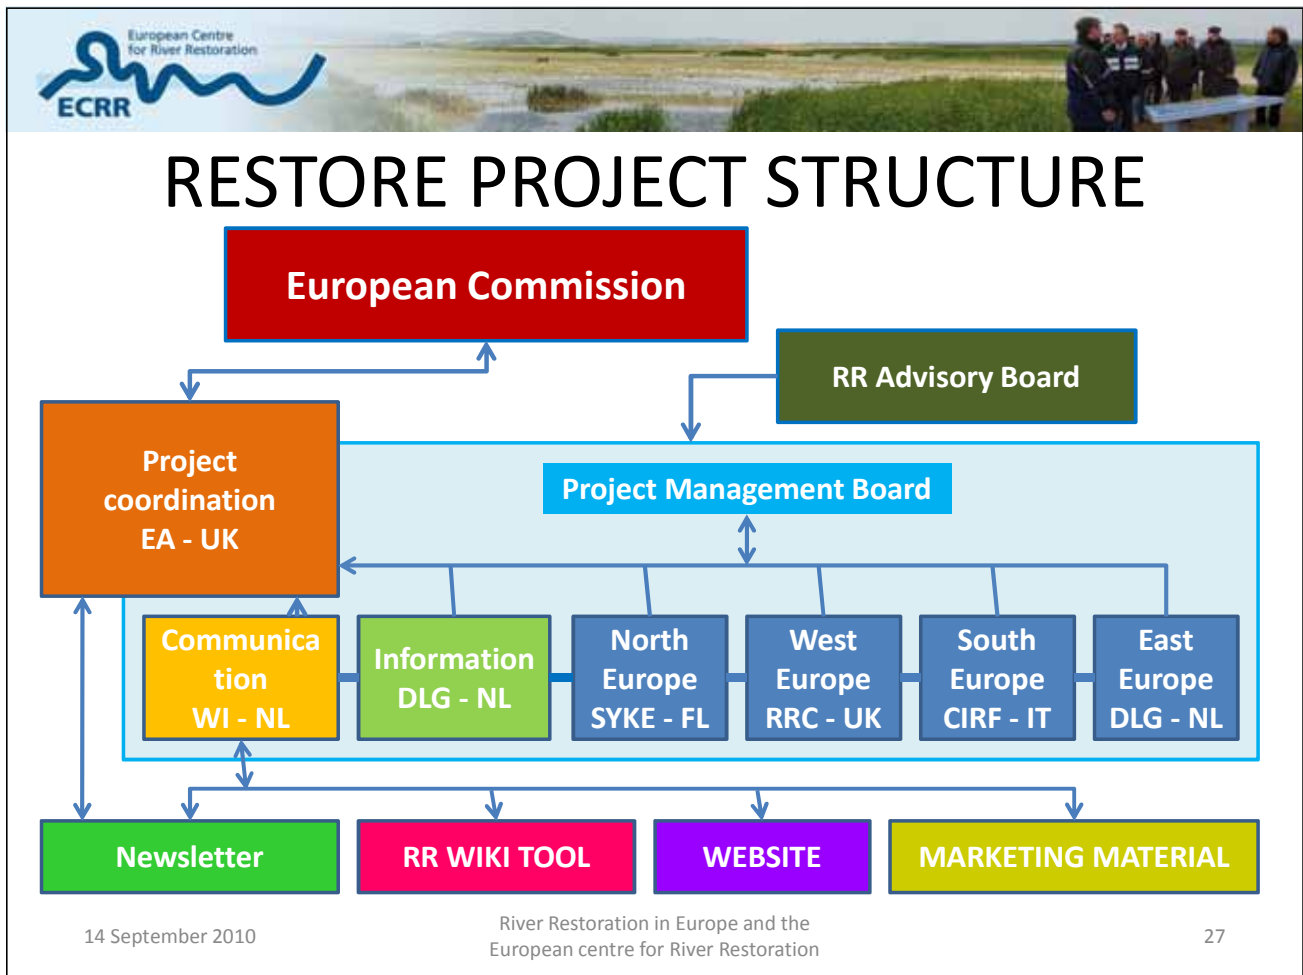 European Centre
for River Restoration
ECRR
RESTORE PROJECT STRUCTURE
European Commission
RR Advisory Board
Project
coordination
EA - UK
Project Management Board
Communica
tion
WI - NL
Information
DLG - NL
North
Europe
SYKE - FL
West
Europe
RRC - UK
South
Europe
CIRF - IT
East
Europe
DLG - NL
Newsletter
RR WIKI TOOL
WEBSITE
MARKETING MATERIAL
14 September 2010
River Restoration in Europe and the
European centre for River Restoration
27